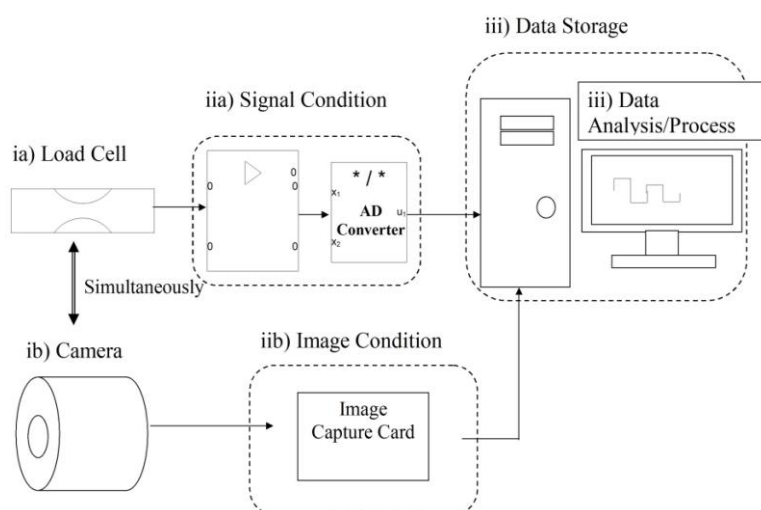 iii) Data Storage
iia) Signal Condition
iii) Data
Analysis/Process
ia) Load Cell
0
0
0
0
0
* / *
x1
u1
AD
Converter
x2
Simultaneously
ib) Camera
iib) Image Condition
Image
Capture Card